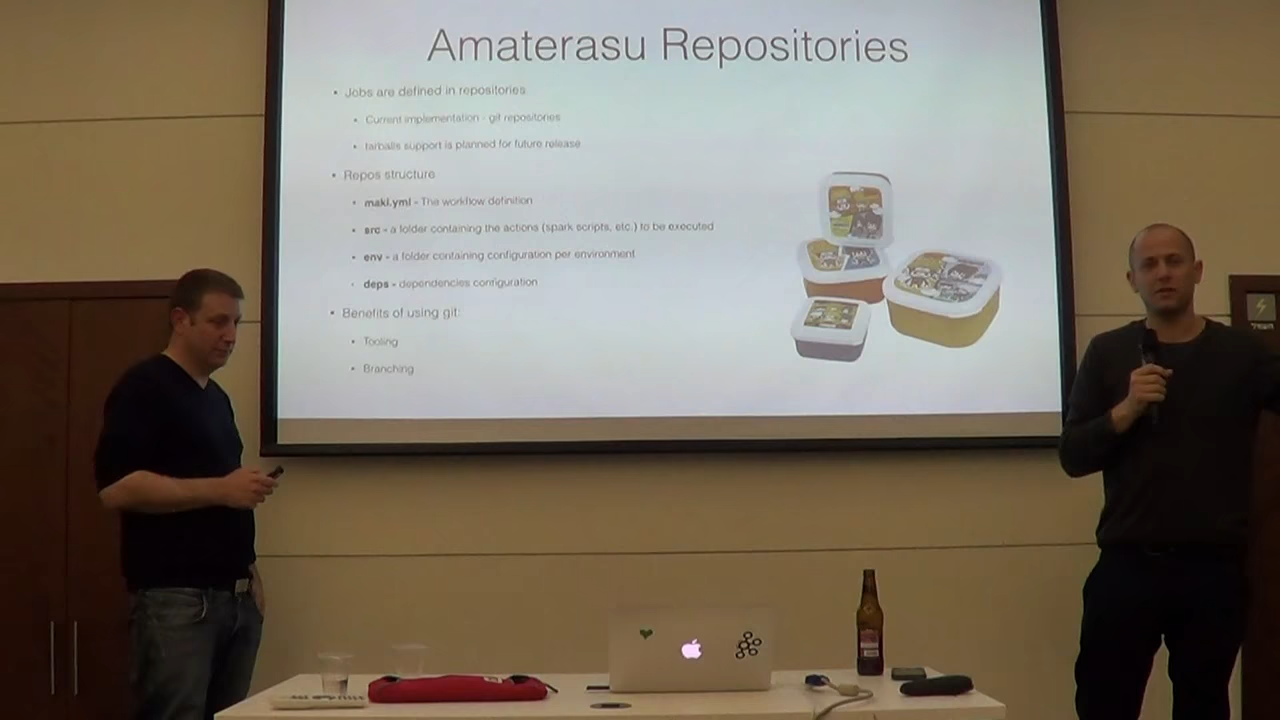 Amaterasu Repositories
• Jobs are defined in repositories
• Current implementation - git repositories
• tarballs support is planned for future release
• Repos structure
• maki.yml - The workflow definition
• src - a folder containing the actions (spark scripts, etc.) to be executed
• env - a folder containing configuration per environment
• deps - dependencies configuration
• Benefits of using git:
• Tooling
• Branching